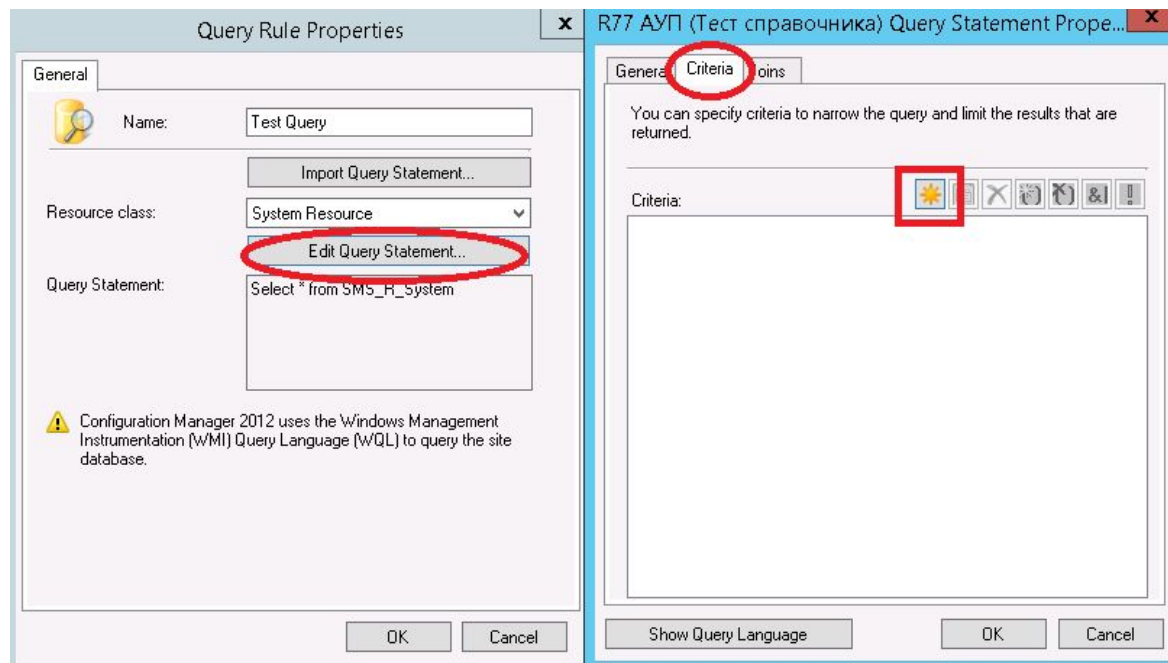 Query Rule Properties
x
General
Name:
Test Query
Import Query Statement...
Resource class:
System Resource
Edit Query Statement...
Query Statement:
Select * from SMS_R_System
Configuration Manager 2012 uses the Windows Management
Instrumentation (WMI) Query Language (WQL) to query the site
database.
OK
Cancel
R77 АУП (Тест справочника) Query Statement Prope...
x
General
Criteria
Joins
You can specify criteria to narrow the query and limit the results that are
returned.
Criteria:
&|
!
Show Query Language
OK
Cancel